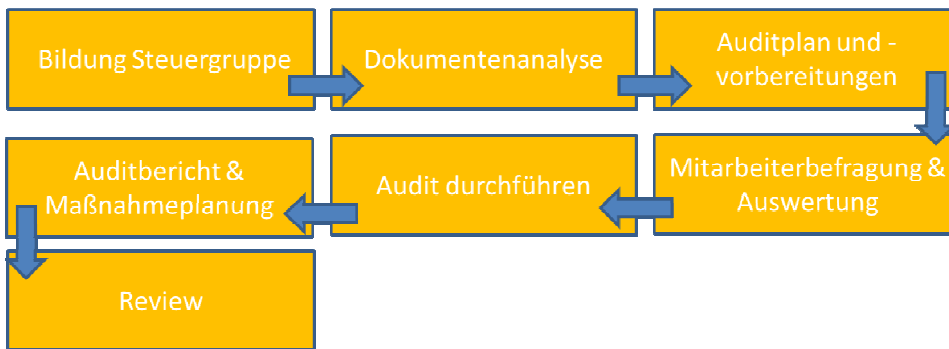 Bildung Steuergruppe
Dokumentenanalyse
Auditplan und -
vorbereitungen
Mitarbeiterbefragung &
Auswertung
Audit durchführen
Auditbericht &
Maßnahmeplanung
Review